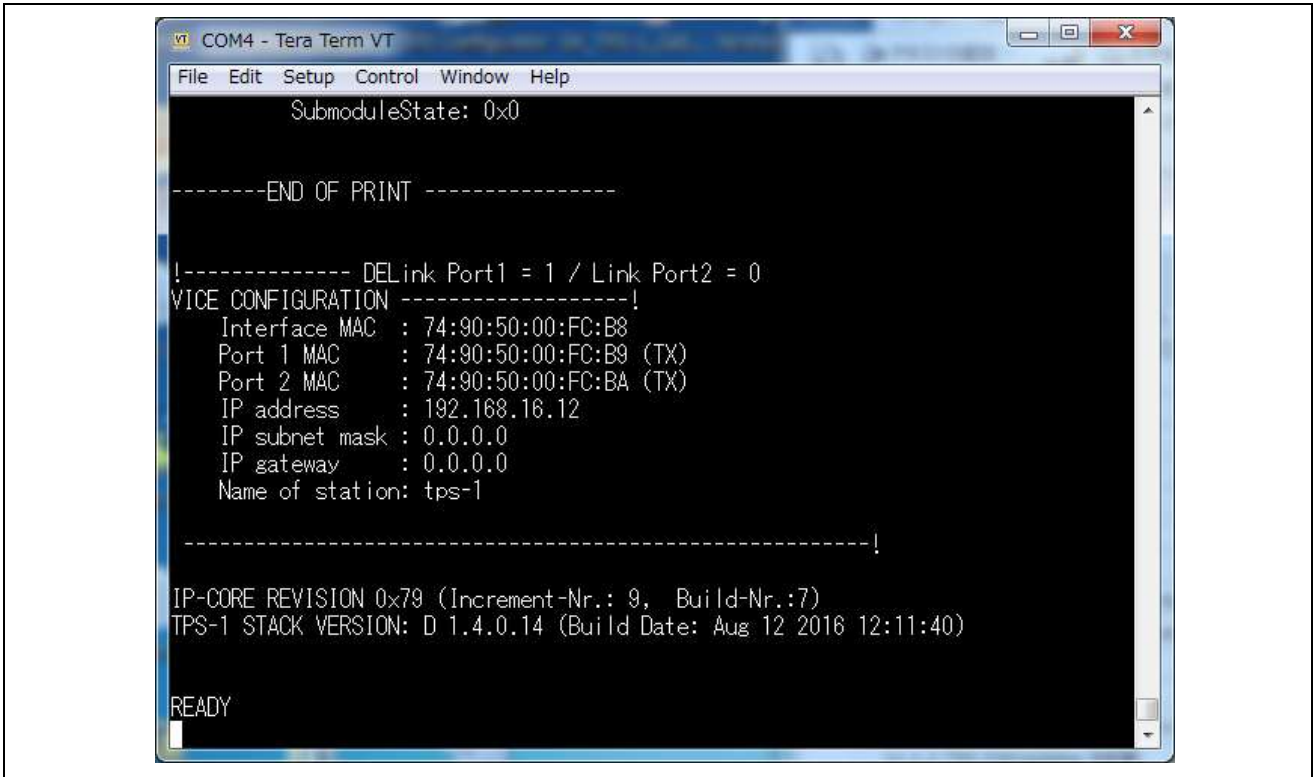 COM4 - Tera Term VT
File Edit Setup Control Window Help
SubmoduleState: 0x0
--------END OF PRINT ----------------
!-------------- DELink Port1 = 1 / Link Port2 = 0
VICE CONFIGURATION -------------------!
Interface MAC : 74:90:50:00:FC:B8
Port 1 MAC : 74:90:50:00:FC:B9 (TX)
Port 2 MAC : 74:90:50:00:FC:BA (TX)
IP address : 192.168.16.12
IP subnet mask : 0.0.0.0
IP gateway : 0.0.0.0
Name of station: tps-1
---------------------------------------------------------!
IP-CORE REVISION 0x79 (Increment-Nr.: 9, Build-Nr.:7)
TPS-1 STACK VERSION: D 1.4.0.14 (Build Date: Aug 12 2016 12:11:40)
READY